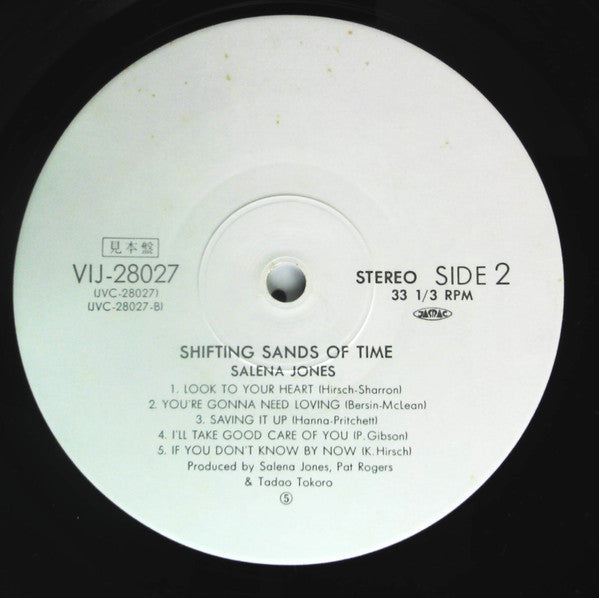 見本盤
VIJ-28027
(JVC-28027)
(JVC-28027-B)
STEREO SIDE 2
33 1/3 RPM
JASRAC
SHIFTING SANDS OF TIME
SALENA JONES
1. LOOK TO YOUR HEART (Hirsch-Sharron)
2. YOU'RE GONNA NEED LOVING (Bersin-McLean)
3. SAVING IT UP (Hanna-Pritchett)
4. I'LL TAKE GOOD CARE OF YOU (P. Gibson)
5. IF YOU DON'T KNOW BY NOW (K. Hirsch)
Produced by Salena Jones, Pat Rogers
& Tadao Tokoro
⑤